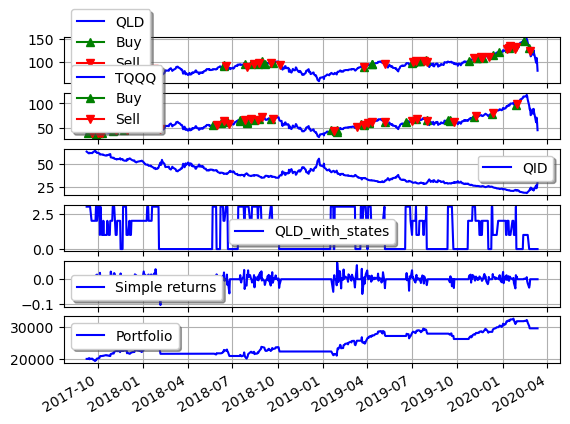 QLD
Buy
Sell
150
100
TQQQ
Buy
Sell
100
50
QID
50
25
QLD_with_states
2.5
0.0
Simple returns
0.0
−0.1
Portfolio
30000
20000
2017-10 2018-01 2018-04 2018-07 2018-10 2019-01 2019-04 2019-07 2019-10 2020-01 2020-04